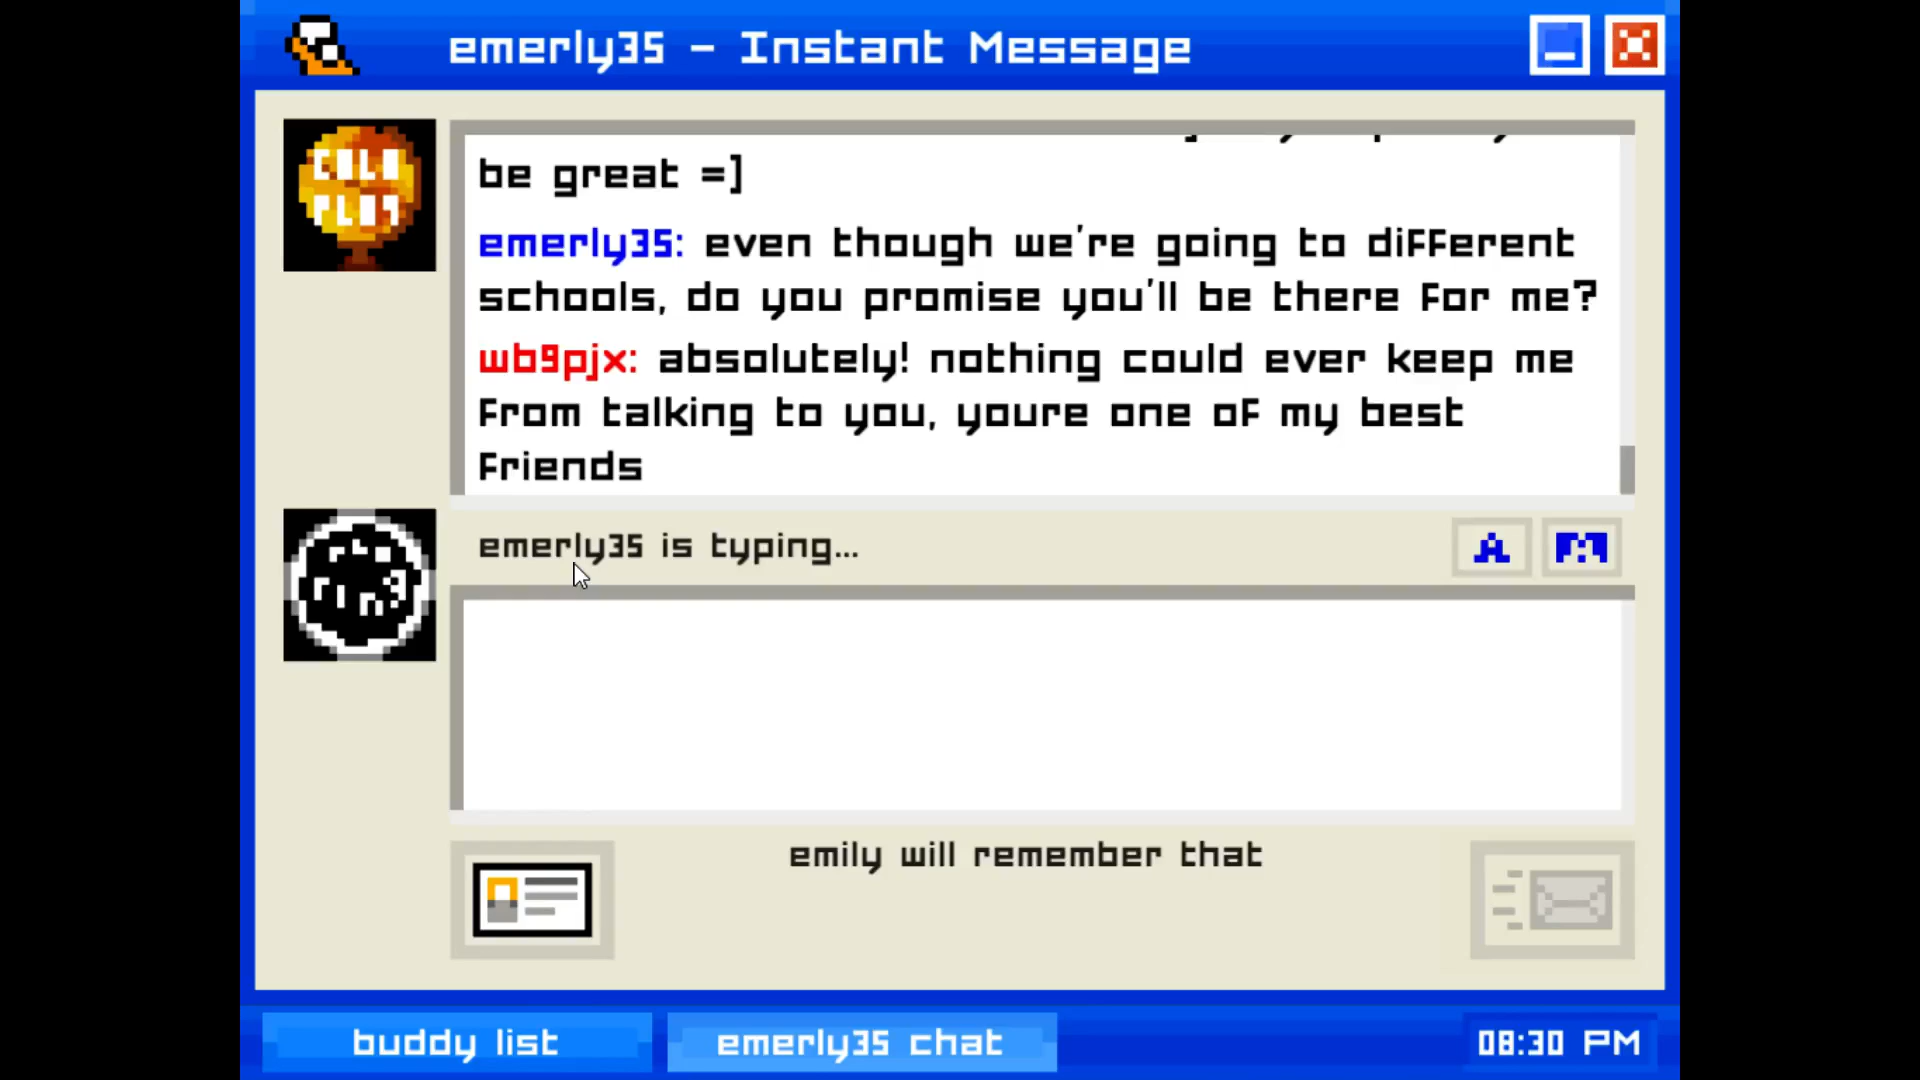 emerly35 - Instant Message
COLD
PLAY
be great =]
emerly35: even though we're going to different
schools, do you promise you'll be there for me?
wb9pjx: absolutely! nothing could ever keep me
from talking to you, youre one of my best
friends
emerly35 is typing...
A
emily will remember that
buddy list
emerly35 chat
08:30 PM